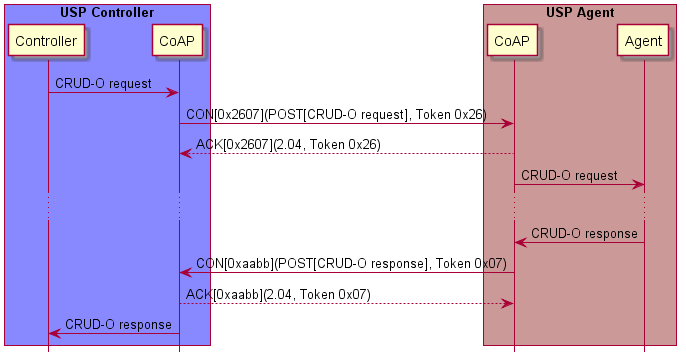 USP Controller
USP Agent
Controller
CoAP
CoAP
Agent
CRUD-O request
CON[0x2607](POST[CRUD-O request], Token 0x26)
ACK[0x2607](2.04, Token 0x26)
CRUD-O request
CRUD-O response
CON[0xaabb](POST[CRUD-O response], Token 0x07)
ACK[0xaabb](2.04, Token 0x07)
CRUD-O response